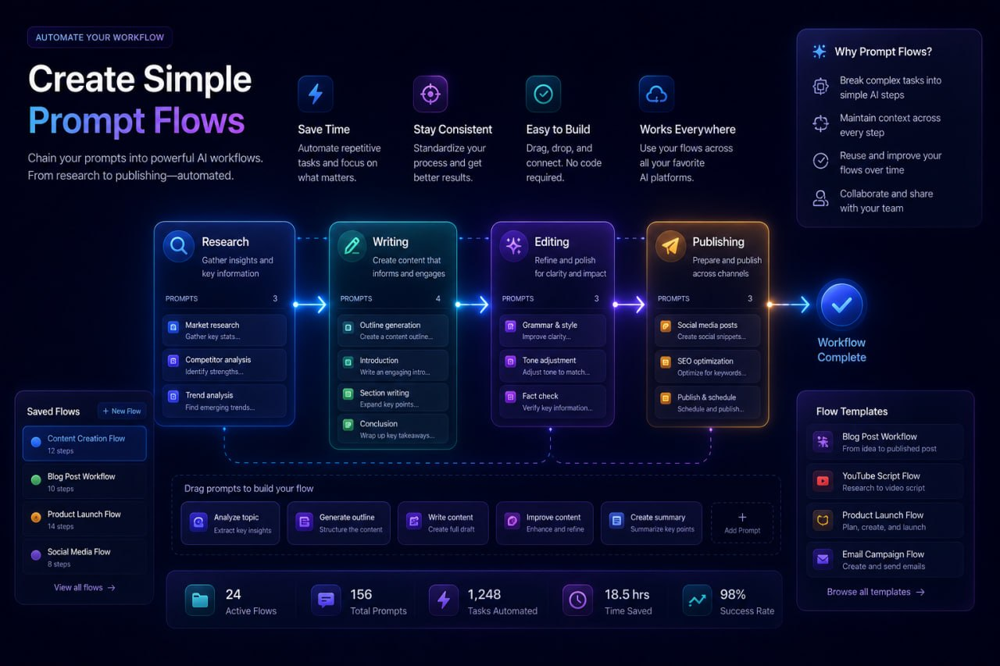 AUTOMATE YOUR WORKFLOW
Create Simple
Prompt Flows
Chain your prompts into powerful AI workflows.
From research to publishing—automated.
Save Time
Automate repetitive
tasks and focus on
what matters.
Stay Consistent
Standardize your
process and get
better results.
Easy to Build
Drag, drop, and
connect. No code
required.
Works Everywhere
Use your flows across
all your favorite
AI platforms.
Why Prompt Flows?
Break complex tasks into
simple AI steps
Maintain context across
every step
Reuse and improve your
flows over time
Collaborate and share
with your team
Research
Gather insights and
key information
PROMPTS 3
Market research
Gather key stats...
Competitor analysis
Identify strengths...
Trend analysis
Find emerging trends...
Writing
Create content that
informs and engages
PROMPTS 4
Outline generation
Create a content outline...
Introduction
Write an engaging intro...
Section writing
Expand key points...
Conclusion
Wrap up key takeaways...
Editing
Refine and polish
for clarity and impact
PROMPTS 3
Grammar & style
Improve clarity...
Tone adjustment
Adjust tone to match...
Fact check
Verify key information...
Publishing
Prepare and publish
across channels
PROMPTS 3
Social media posts
Create social snippets...
SEO optimization
Optimize for keywords...
Publish & schedule
Schedule and publish...
Workflow
Complete
Saved Flows
+ New Flow
Content Creation Flow
12 steps
Blog Post Workflow
10 steps
Product Launch Flow
14 steps
Social Media Flow
8 steps
View all flows →
Drag prompts to build your flow
Analyze topic
Extract key insights
Generate outline
Structure the content
Write content
Create full draft
Improve content
Enhance and refine
Create summary
Summarize key points
+
Add Prompt
Flow Templates
Blog Post Workflow
From idea to published post
YouTube Script Flow
Research to video script
Product Launch Flow
Plan, create, and launch
Email Campaign Flow
Create and send emails
Browse all templates →
24
Active Flows
156
Total Prompts
1,248
Tasks Automated
18.5 hrs
Time Saved
98%
Success Rate